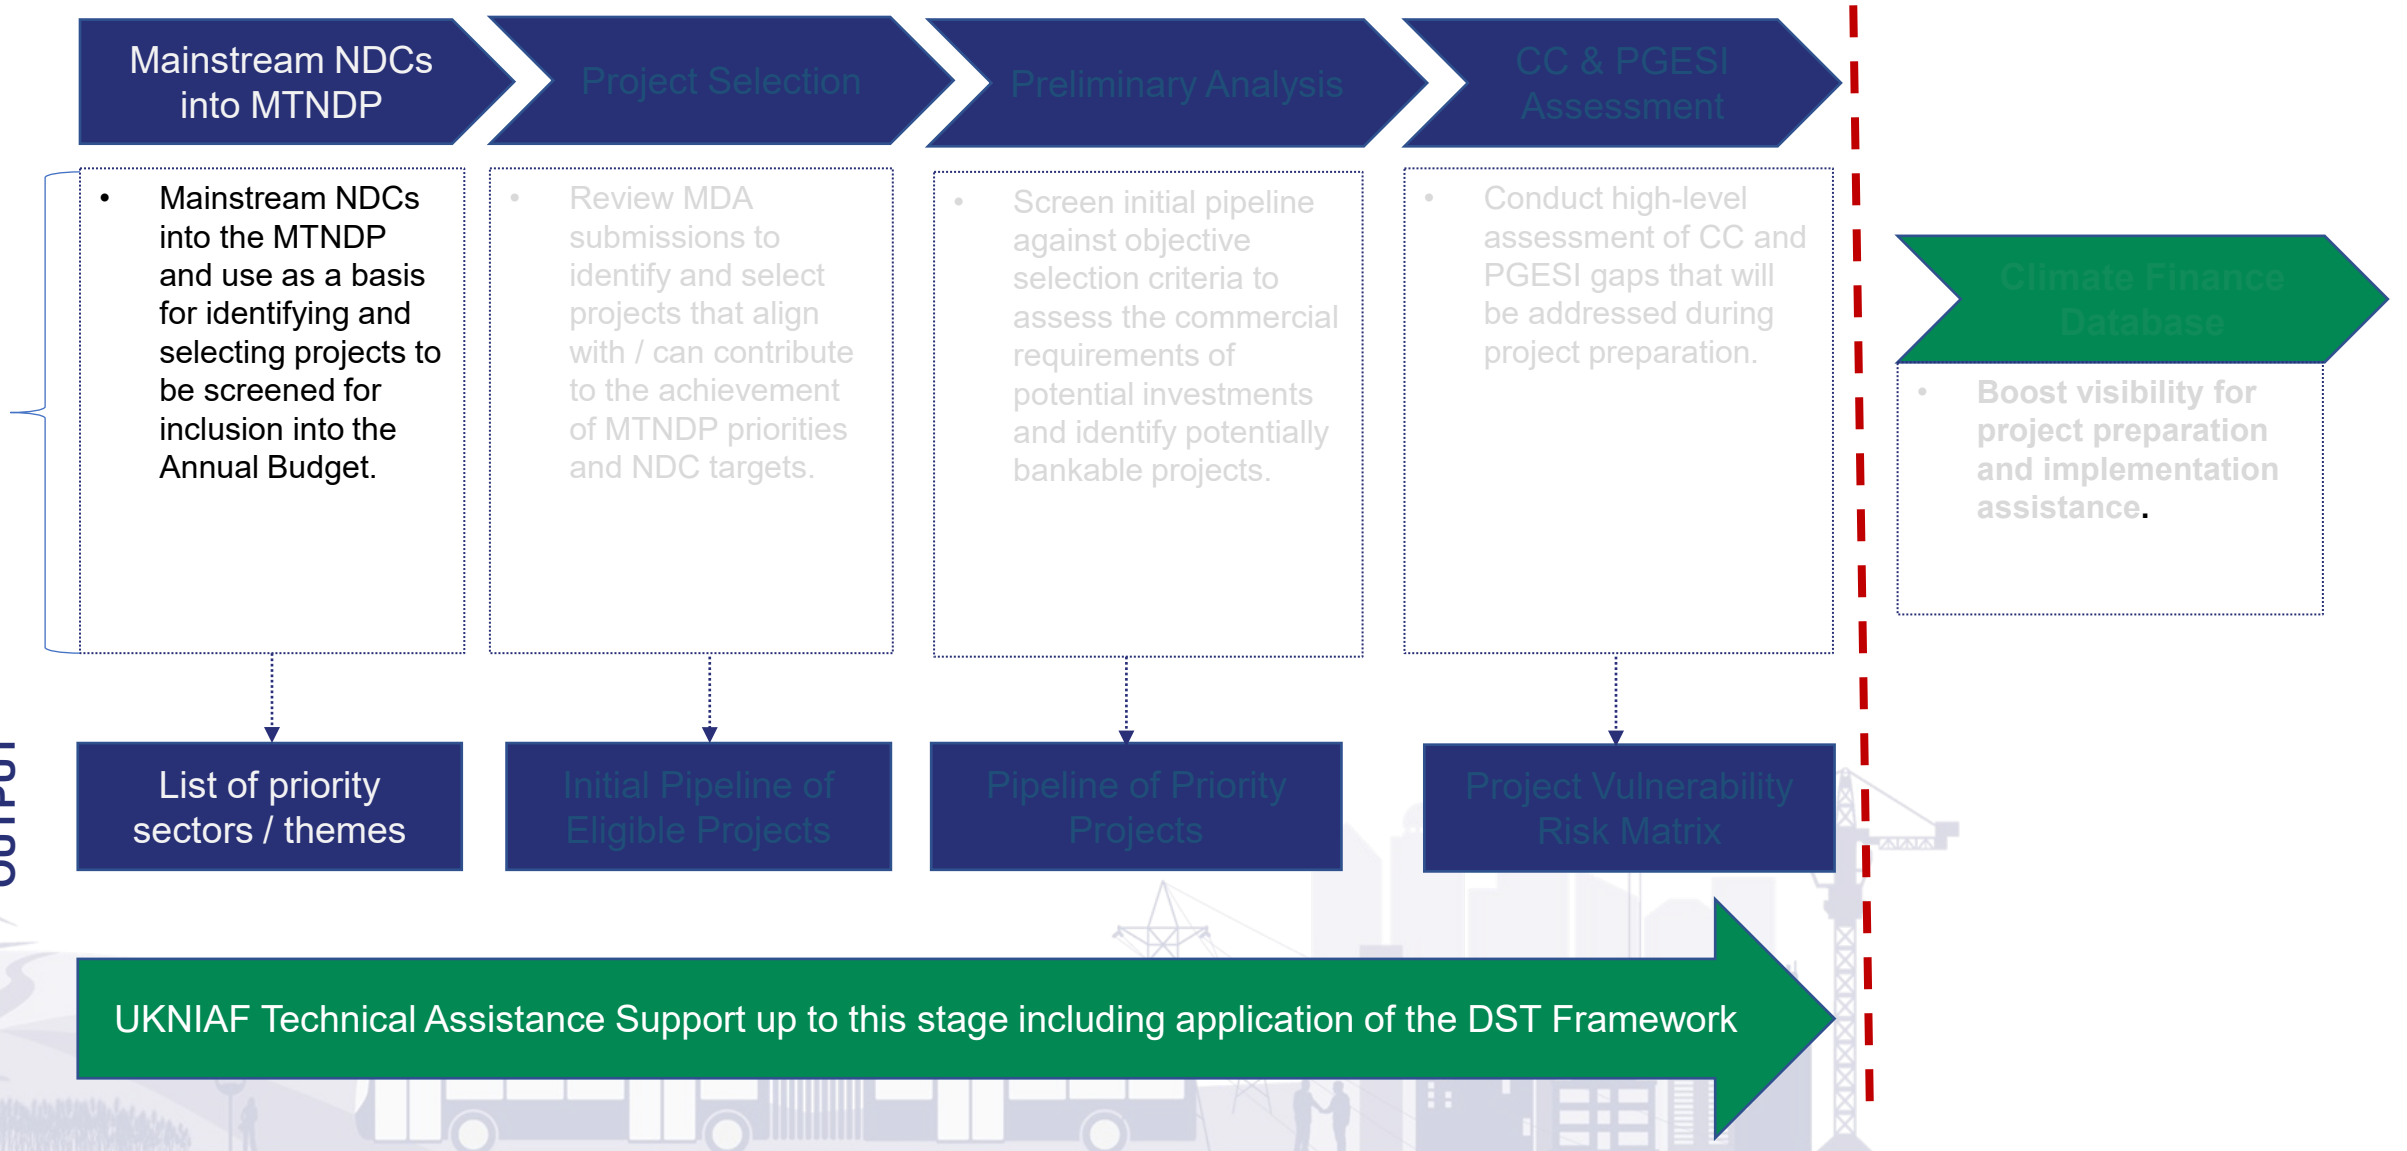 Mainstream NDCs
into MTNDP
Project Selection
Preliminary Analysis
CC & PGESI
Assessment
• Mainstream NDCs
into the MTNDP
and use as a basis
for identifying and
selecting projects to
be screened for
inclusion into the
Annual Budget.
• Review MDA
submissions to
identify and select
projects that align
with / can contribute
to the achievement
of MTNDP priorities
and NDC targets.
• Screen initial pipeline
against objective
selection criteria to
assess the commercial
requirements of
potential investments
and identify potentially
bankable projects.
• Conduct high-level
assessment of CC and
PGESI gaps that will
be addressed during
project preparation.
Climate Finance
Database
• Boost visibility for
project preparation
and implementation
assistance.
OUTPUT
List of priority
sectors / themes
Initial Pipeline of
Eligible Projects
Pipeline of Priority
Projects
Project Vulnerability
Risk Matrix
UKNIAF Technical Assistance Support up to this stage including application of the DST Framework